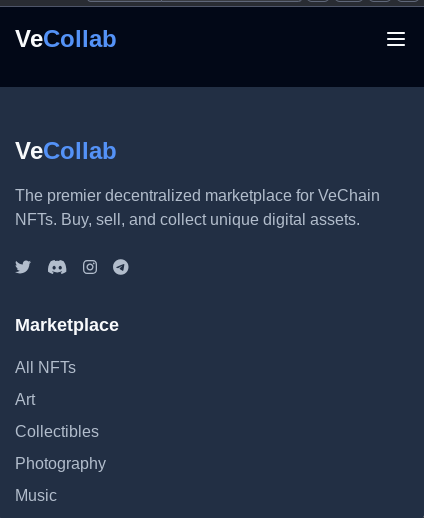 VeCollab
VeCollab
The premier decentralized marketplace for VeChain
NFTs. Buy, sell, and collect unique digital assets.
Marketplace
All NFTs
Art
Collectibles
Photography
Music